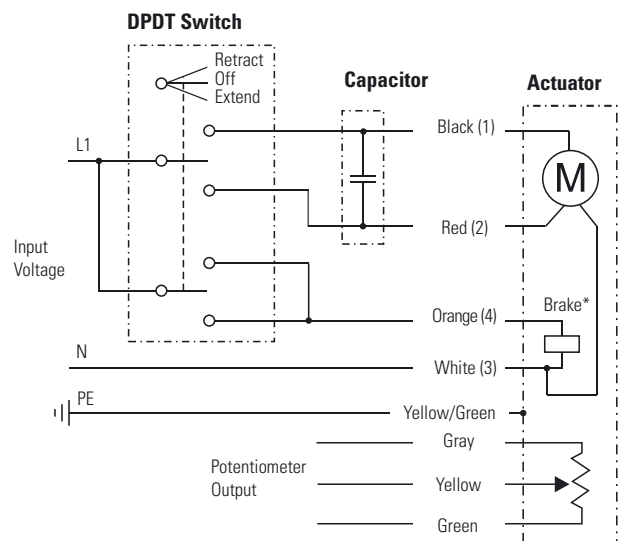 DPDT Switch
Retract
Off
Extend
Capacitor
Actuator
L1
Black (1)
M
Red (2)
Input
Voltage
Orange (4)
Brake*
N
White (3)
PE
Yellow/Green
Gray
Potentiometer
Output
Yellow
Green